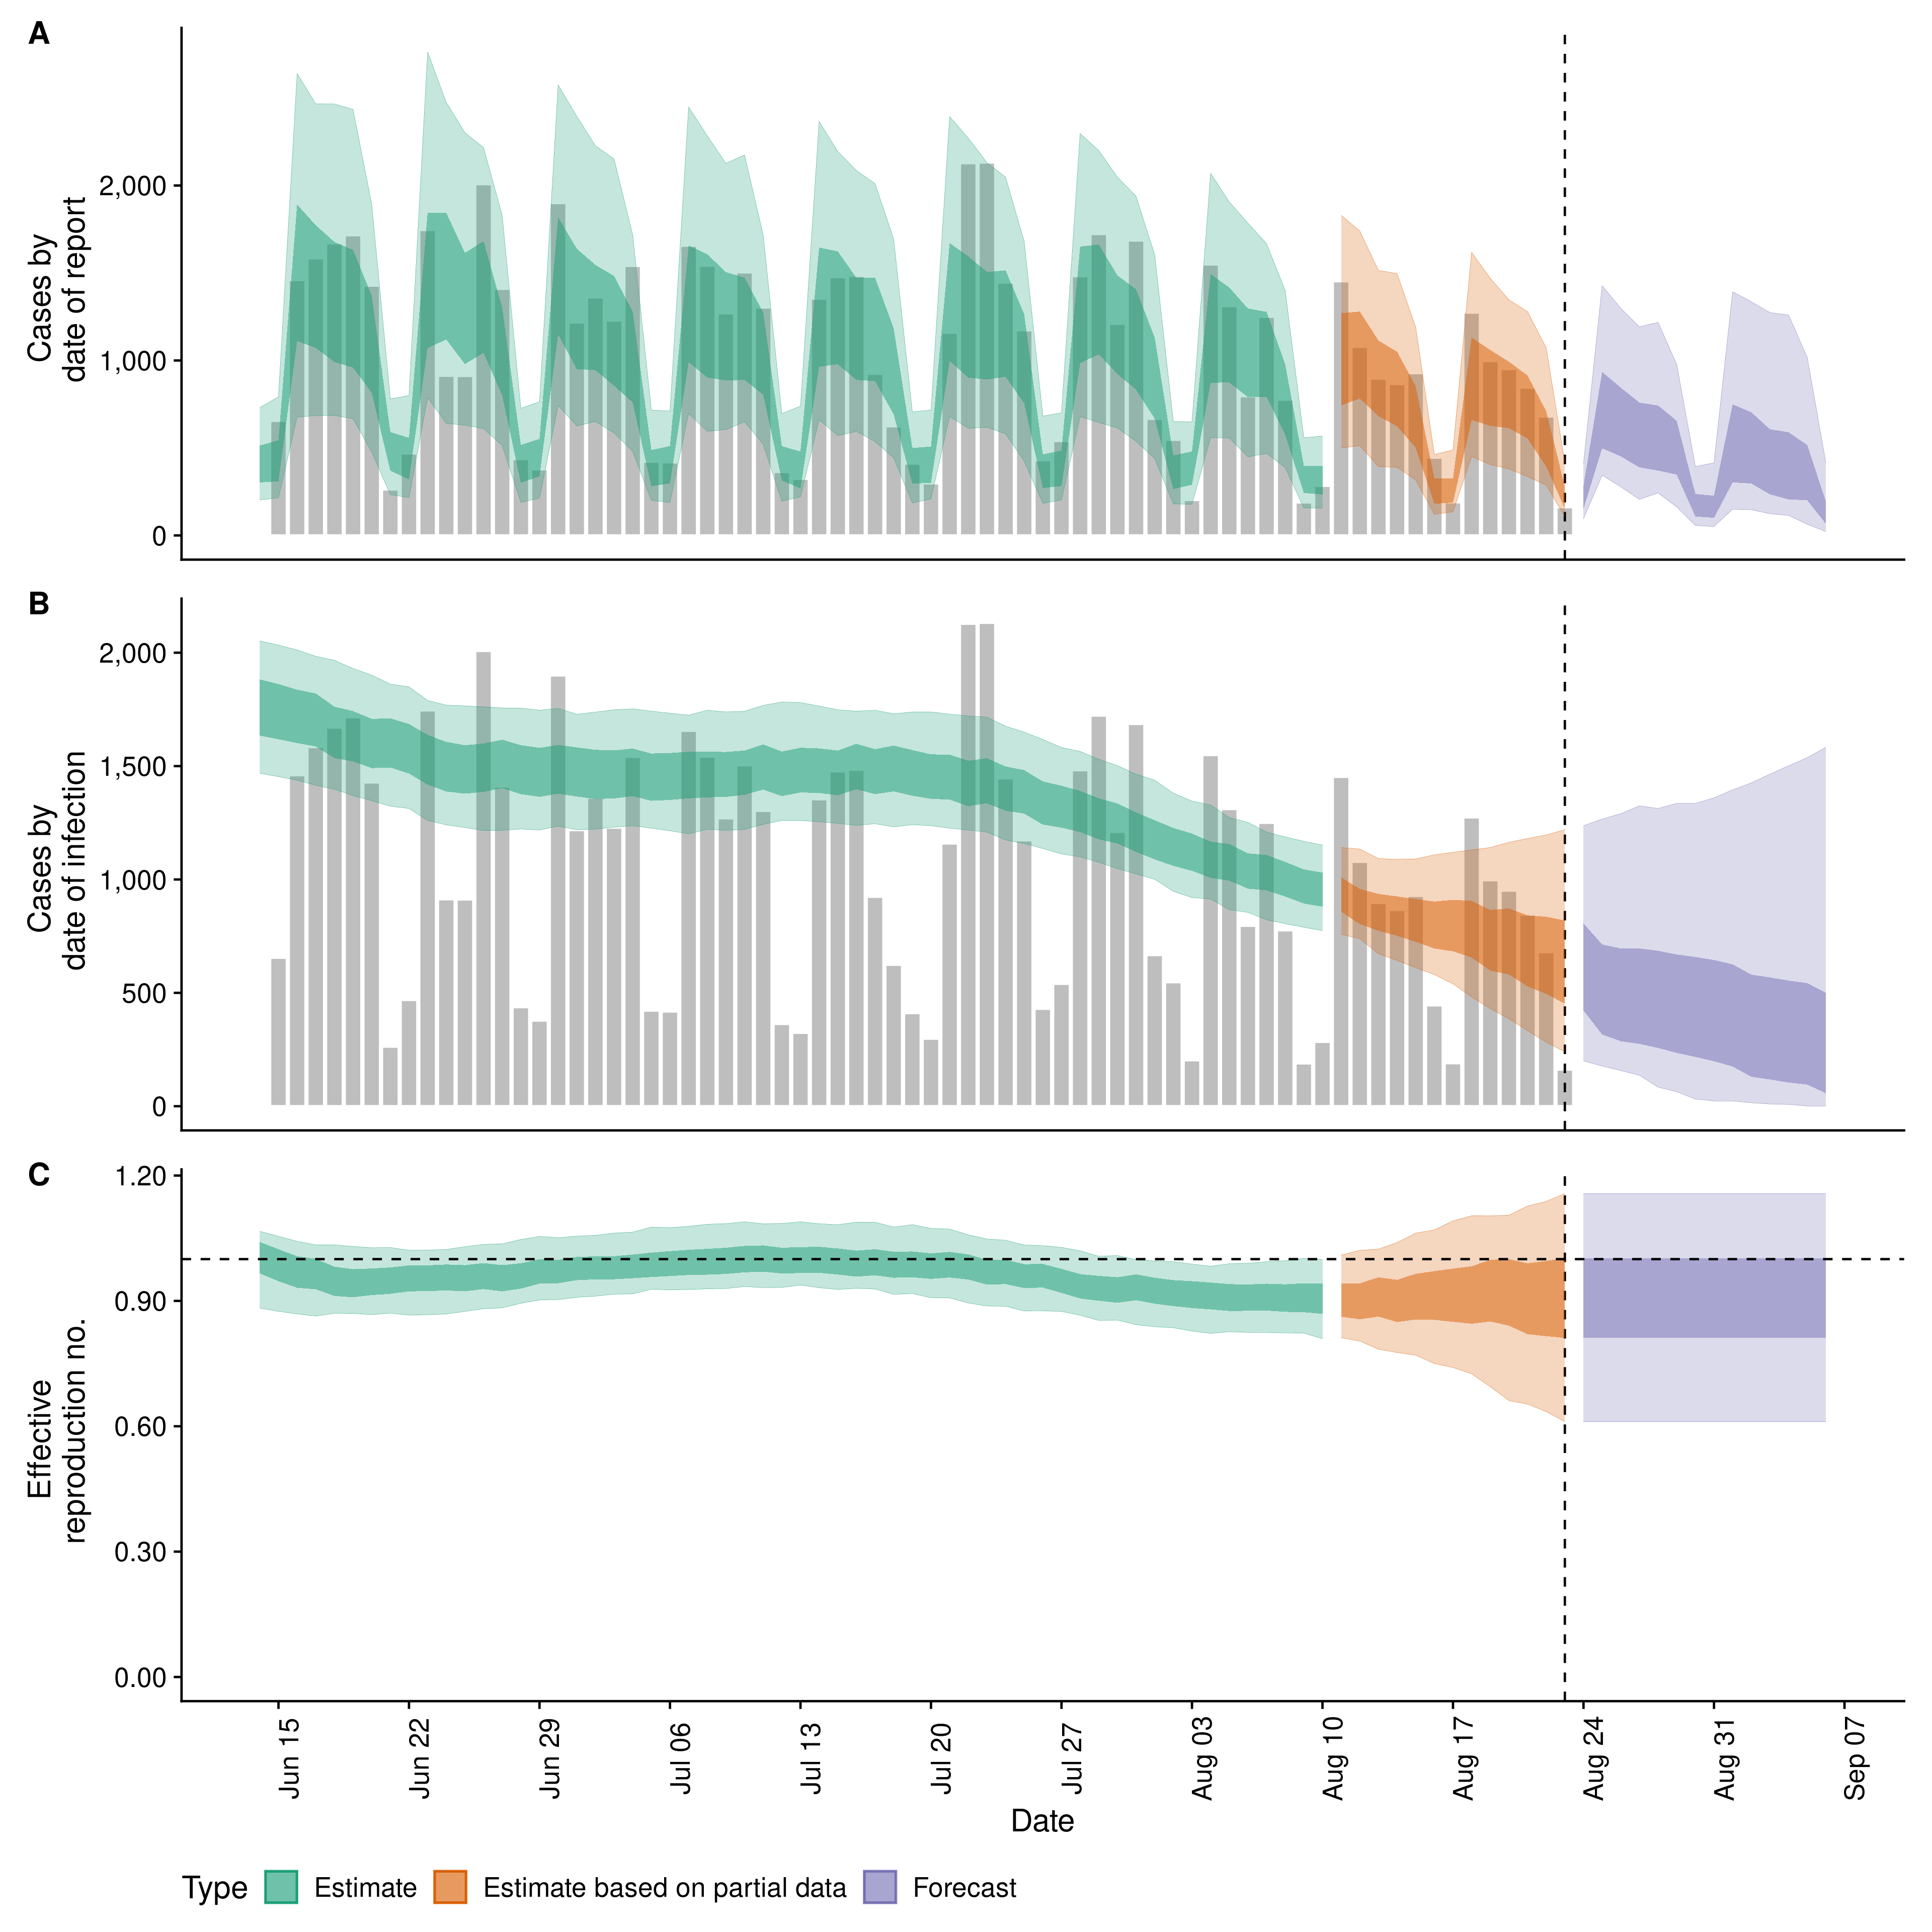 A
Cases by
date of report
2,000
1,000
0
B
Cases by
date of infection
2,000
1,500
1,000
500
0
C
Effective
reproduction no.
1.20
0.90
0.60
0.30
0.00
Jun 15
Jun 22
Jun 29
Jul 06
Jul 13
Jul 20
Jul 27
Aug 03
Aug 10
Aug 17
Aug 24
Aug 31
Sep 07
Date
Type Estimate Estimate based on partial data Forecast